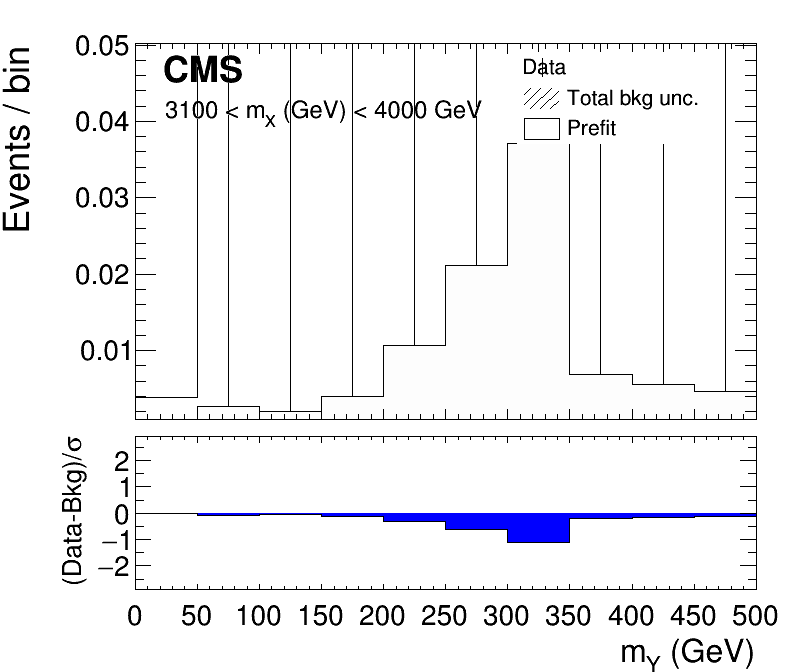 CMS
3100 < mX (GeV) < 4000 GeV
Data
Total bkg unc.
Prefit
Events / bin
0.05
0.04
0.03
0.02
0.01
(Data-Bkg)/σ
2
1
0
−1
−2
0 50 100 150 200 250 300 350 400 450 500
mY (GeV)